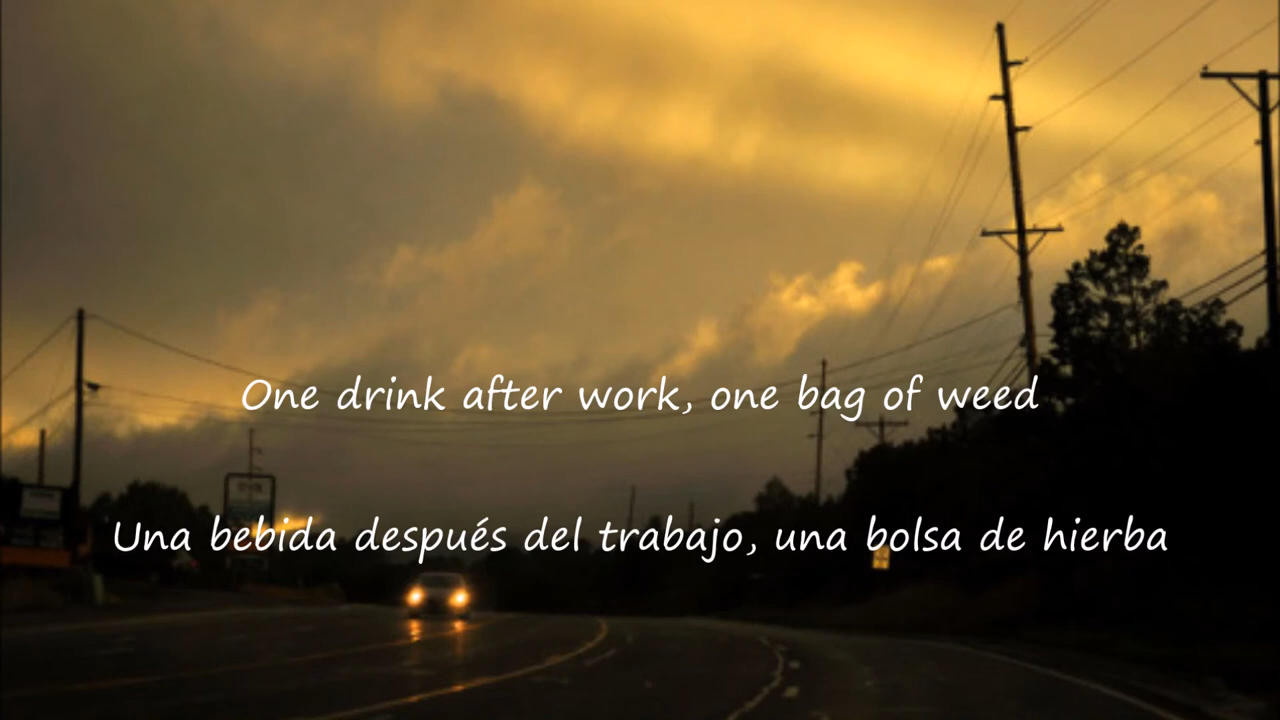 One drink after work, one bag of weed
Una bebida después del trabajo, una bolsa de hierba